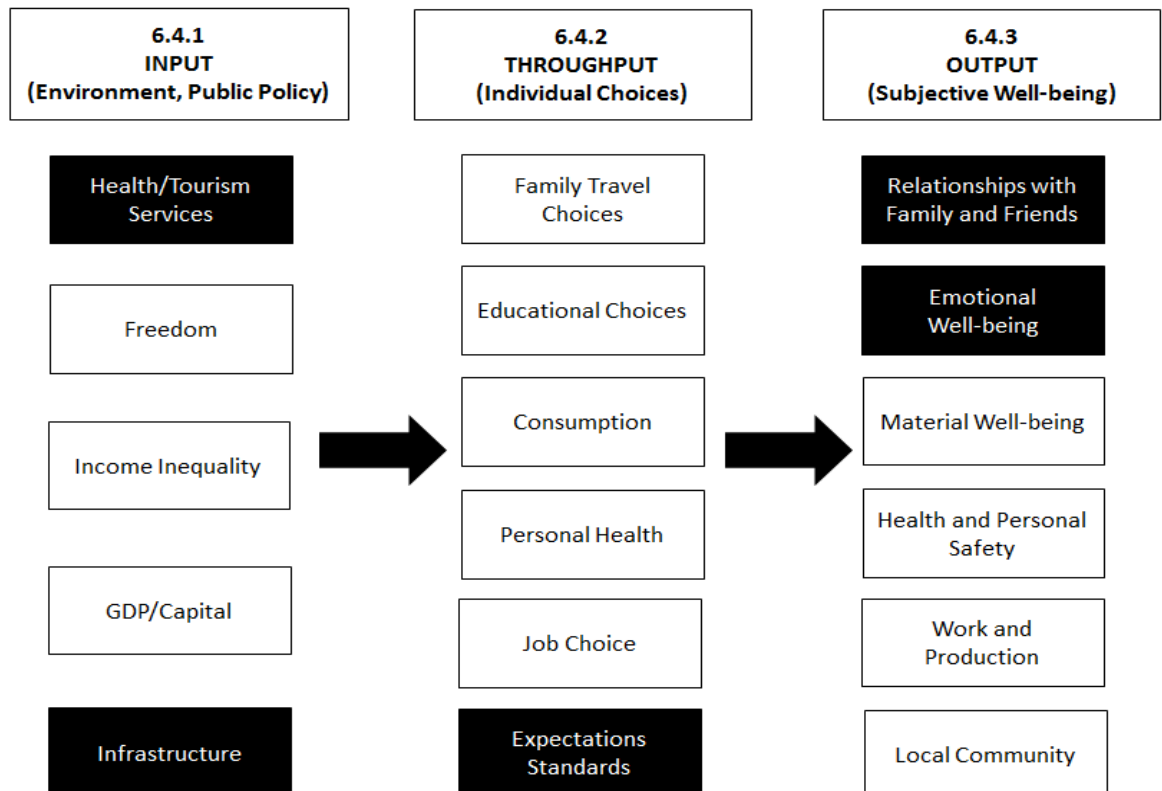 6.4.1
INPUT
(Environment, Public Policy)
Health/Tourism
Services
Freedom
Income Inequality
GDP/Capital
Infrastructure
6.4.2
THROUGHPUT
(Individual Choices)
Family Travel
Choices
Educational Choices
Consumption
Personal Health
Job Choice
Expectations
Standards
6.4.3
OUTPUT
(Subjective Well-being)
Relationships with
Family and Friends
Emotional
Well-being
Material Well-being
Health and Personal
Safety
Work and
Production
Local Community